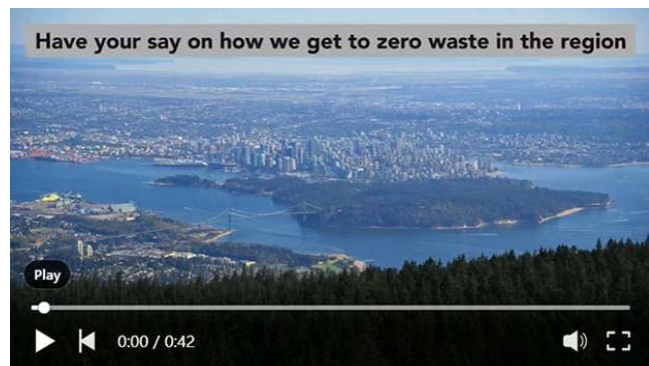 Have your say on how we get to zero waste in the region
Play
0:00 / 0:42